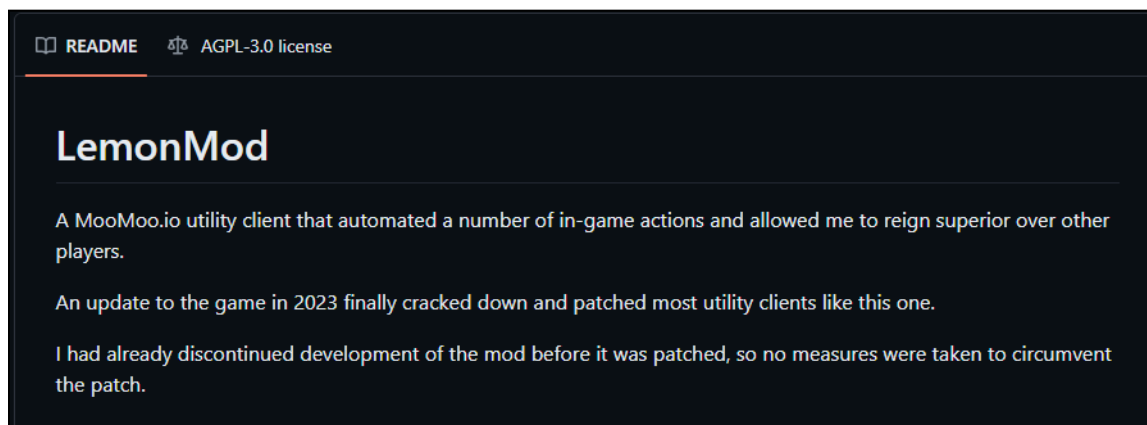 README AGPL-3.0 license
LemonMod
A MooMoo.io utility client that automated a number of in-game actions and allowed me to reign superior over other
players.
An update to the game in 2023 finally cracked down and patched most utility clients like this one.
I had already discontinued development of the mod before it was patched, so no measures were taken to circumvent
the patch.